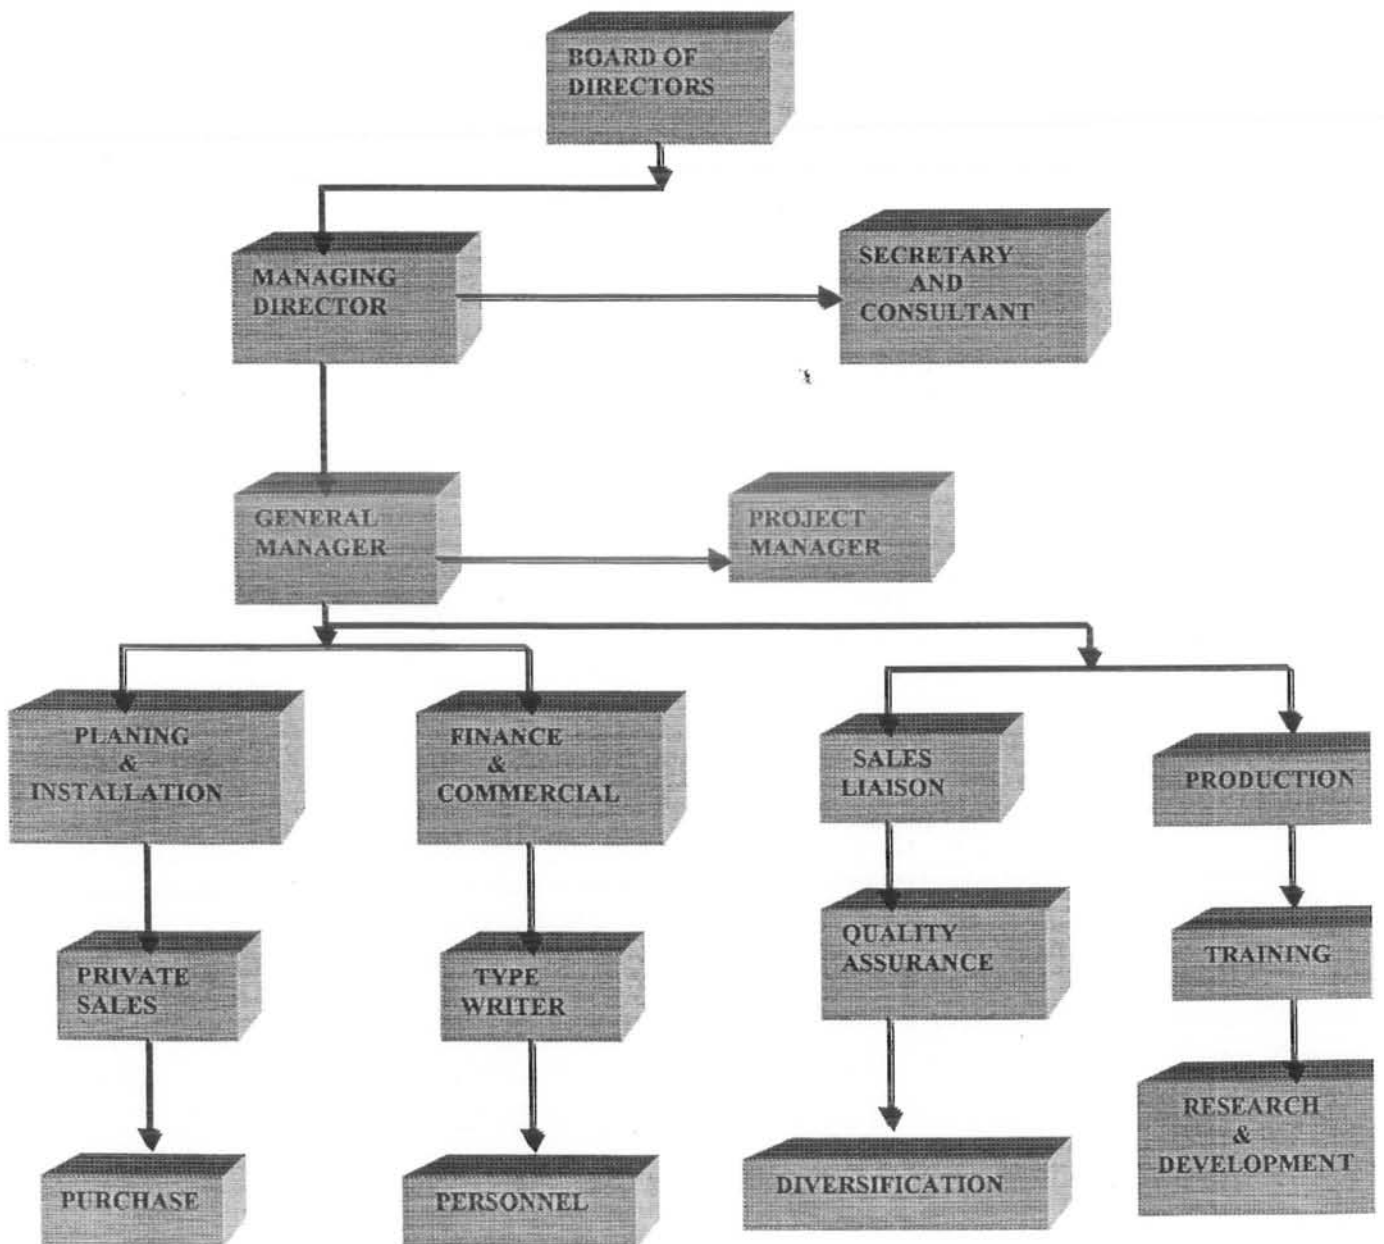 BOARD OF
DIRECTORS
MANAGING
DIRECTOR
SECRETARY
AND
CONSULTANT
GENERAL
MANAGER
PROJECT
MANAGER
PLANING
&
INSTALLATION
FINANCE
&
COMMERCIAL
SALES
LIAISON
PRODUCTION
PRIVATE
SALES
TYPE
WRITER
QUALITY
ASSURANCE
TRAINING
PURCHASE
PERSONNEL
DIVERSIFICATION
RESEARCH
&
DEVELOPMENT